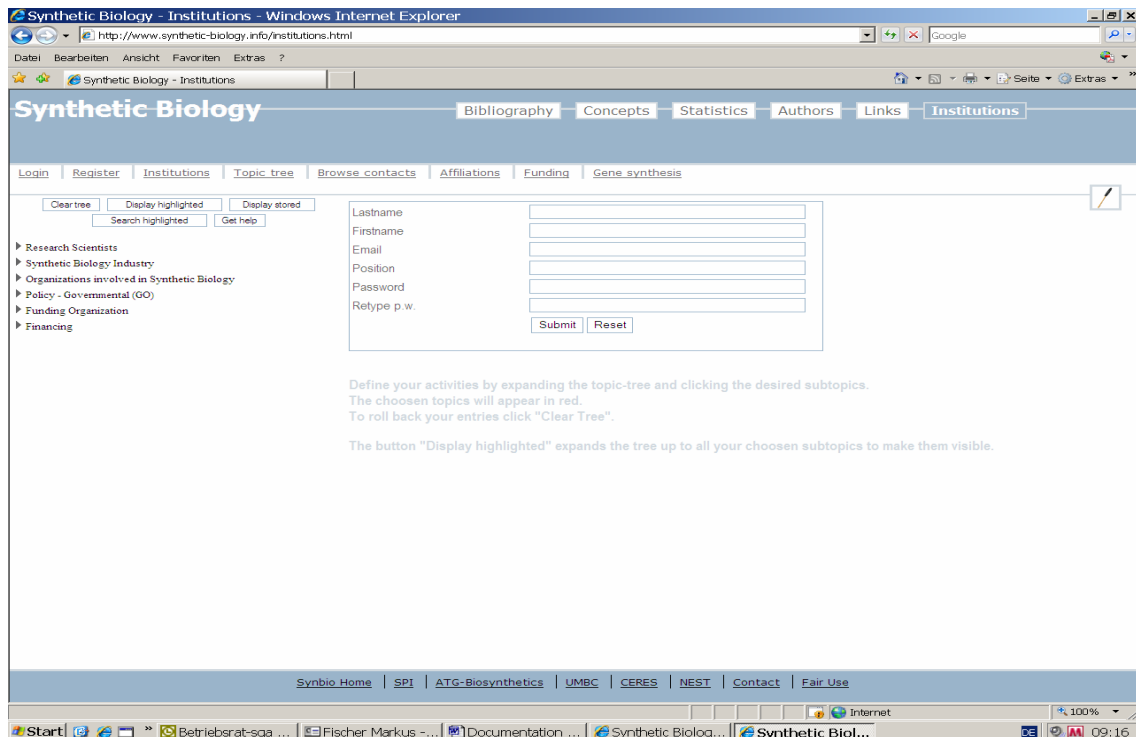 Synthetic Biology - Institutions - Windows Internet Explorer
http://www.synthetic-biology.info/institutions.html
Google
Datei Bearbeiten Ansicht Favoriten Extras ?
Synthetic Biology - Institutions
Seite Extras »
Synthetic Biology
Bibliography Concepts Statistics Authors Links Institutions
Login | Register | Institutions | Topic tree | Browse contacts | Affiliations | Funding | Gene synthesis
Clear tree Display highlighted Display stored
Search highlighted Get help
Research Scientists
Synthetic Biology Industry
Organizations involved in Synthetic Biology
Policy - Governmental (GO)
Funding Organization
Financing
Lastname
Firstname
Email
Position
Password
Retype p.w.
Submit Reset
Define your activities by expanding the topic-tree and clicking the desired subtopics.
The choosen topics will appear in red.
To roll back your entries click "Clear Tree".
The button "Display highlighted" expands the tree up to all your choosen subtopics to make them visible.
Synbio Home | SPI | ATG-Biosynthetics | UMBC | CERES | NEST | Contact | Fair Use
Internet 100%
Start » Betriebsrat-sga ... Fischer Markus -... Documentation ... Synthetic Biolog... Synthetic Biol... DE M 09:16